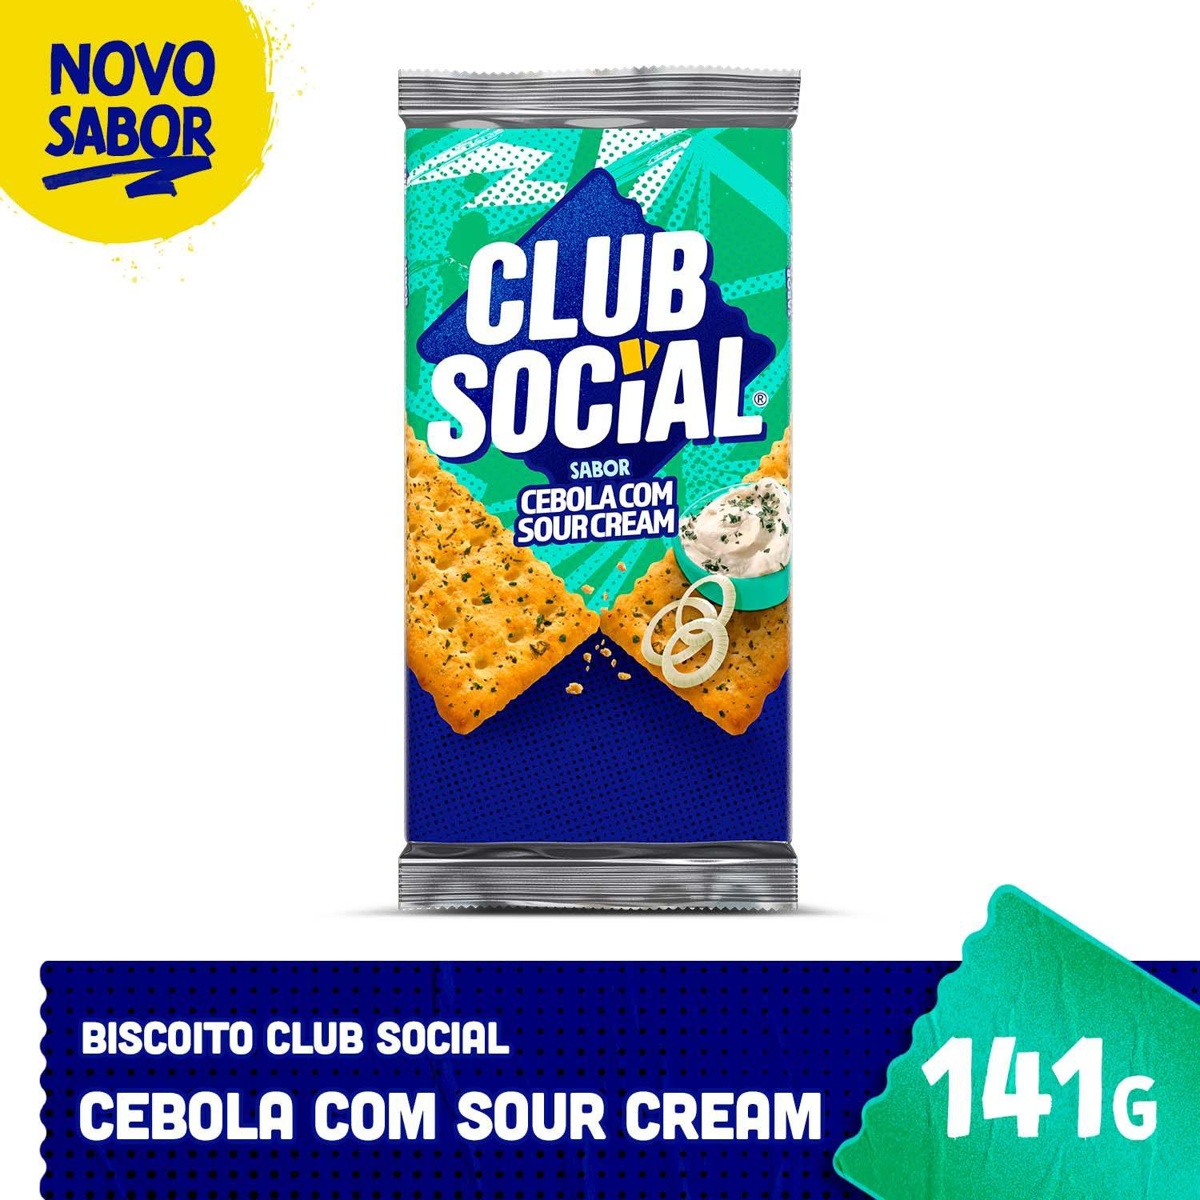 NOVO
SABOR
CLUB
SOCIAL®
SABOR
CEBOLA COM
SOUR CREAM
BISCOITO CLUB SOCIAL
CEBOLA COM SOUR CREAM
141G